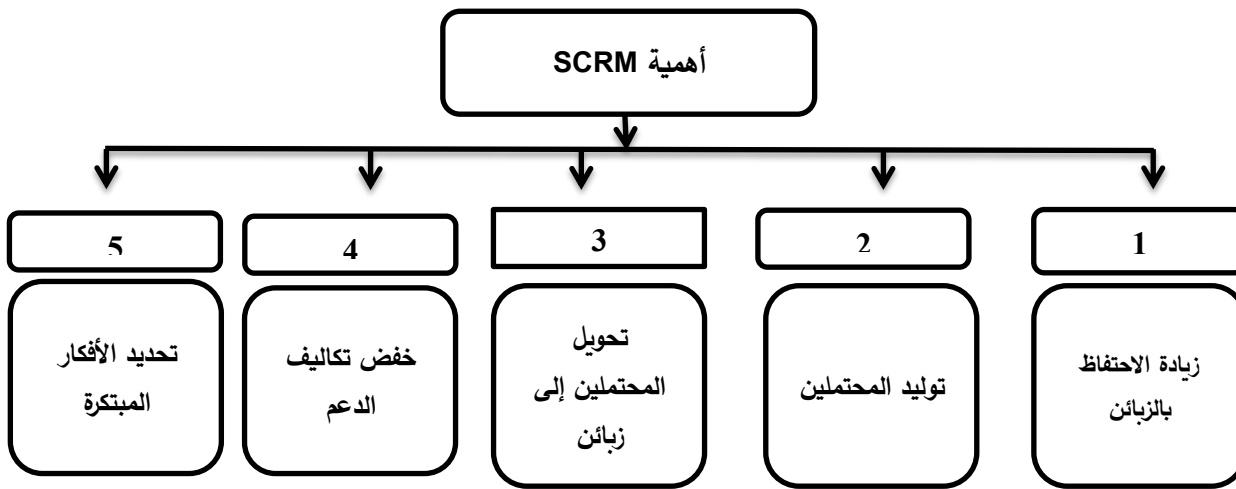 أهمية SCRM
1
زيادة الاحتفاظ
بالزبائن
2
توليد المحتملين
3
تحويل
المحتملين إلى
زبائن
4
خفض تكاليف
الدعم
5
تحديد الأفكار
المبتكرة